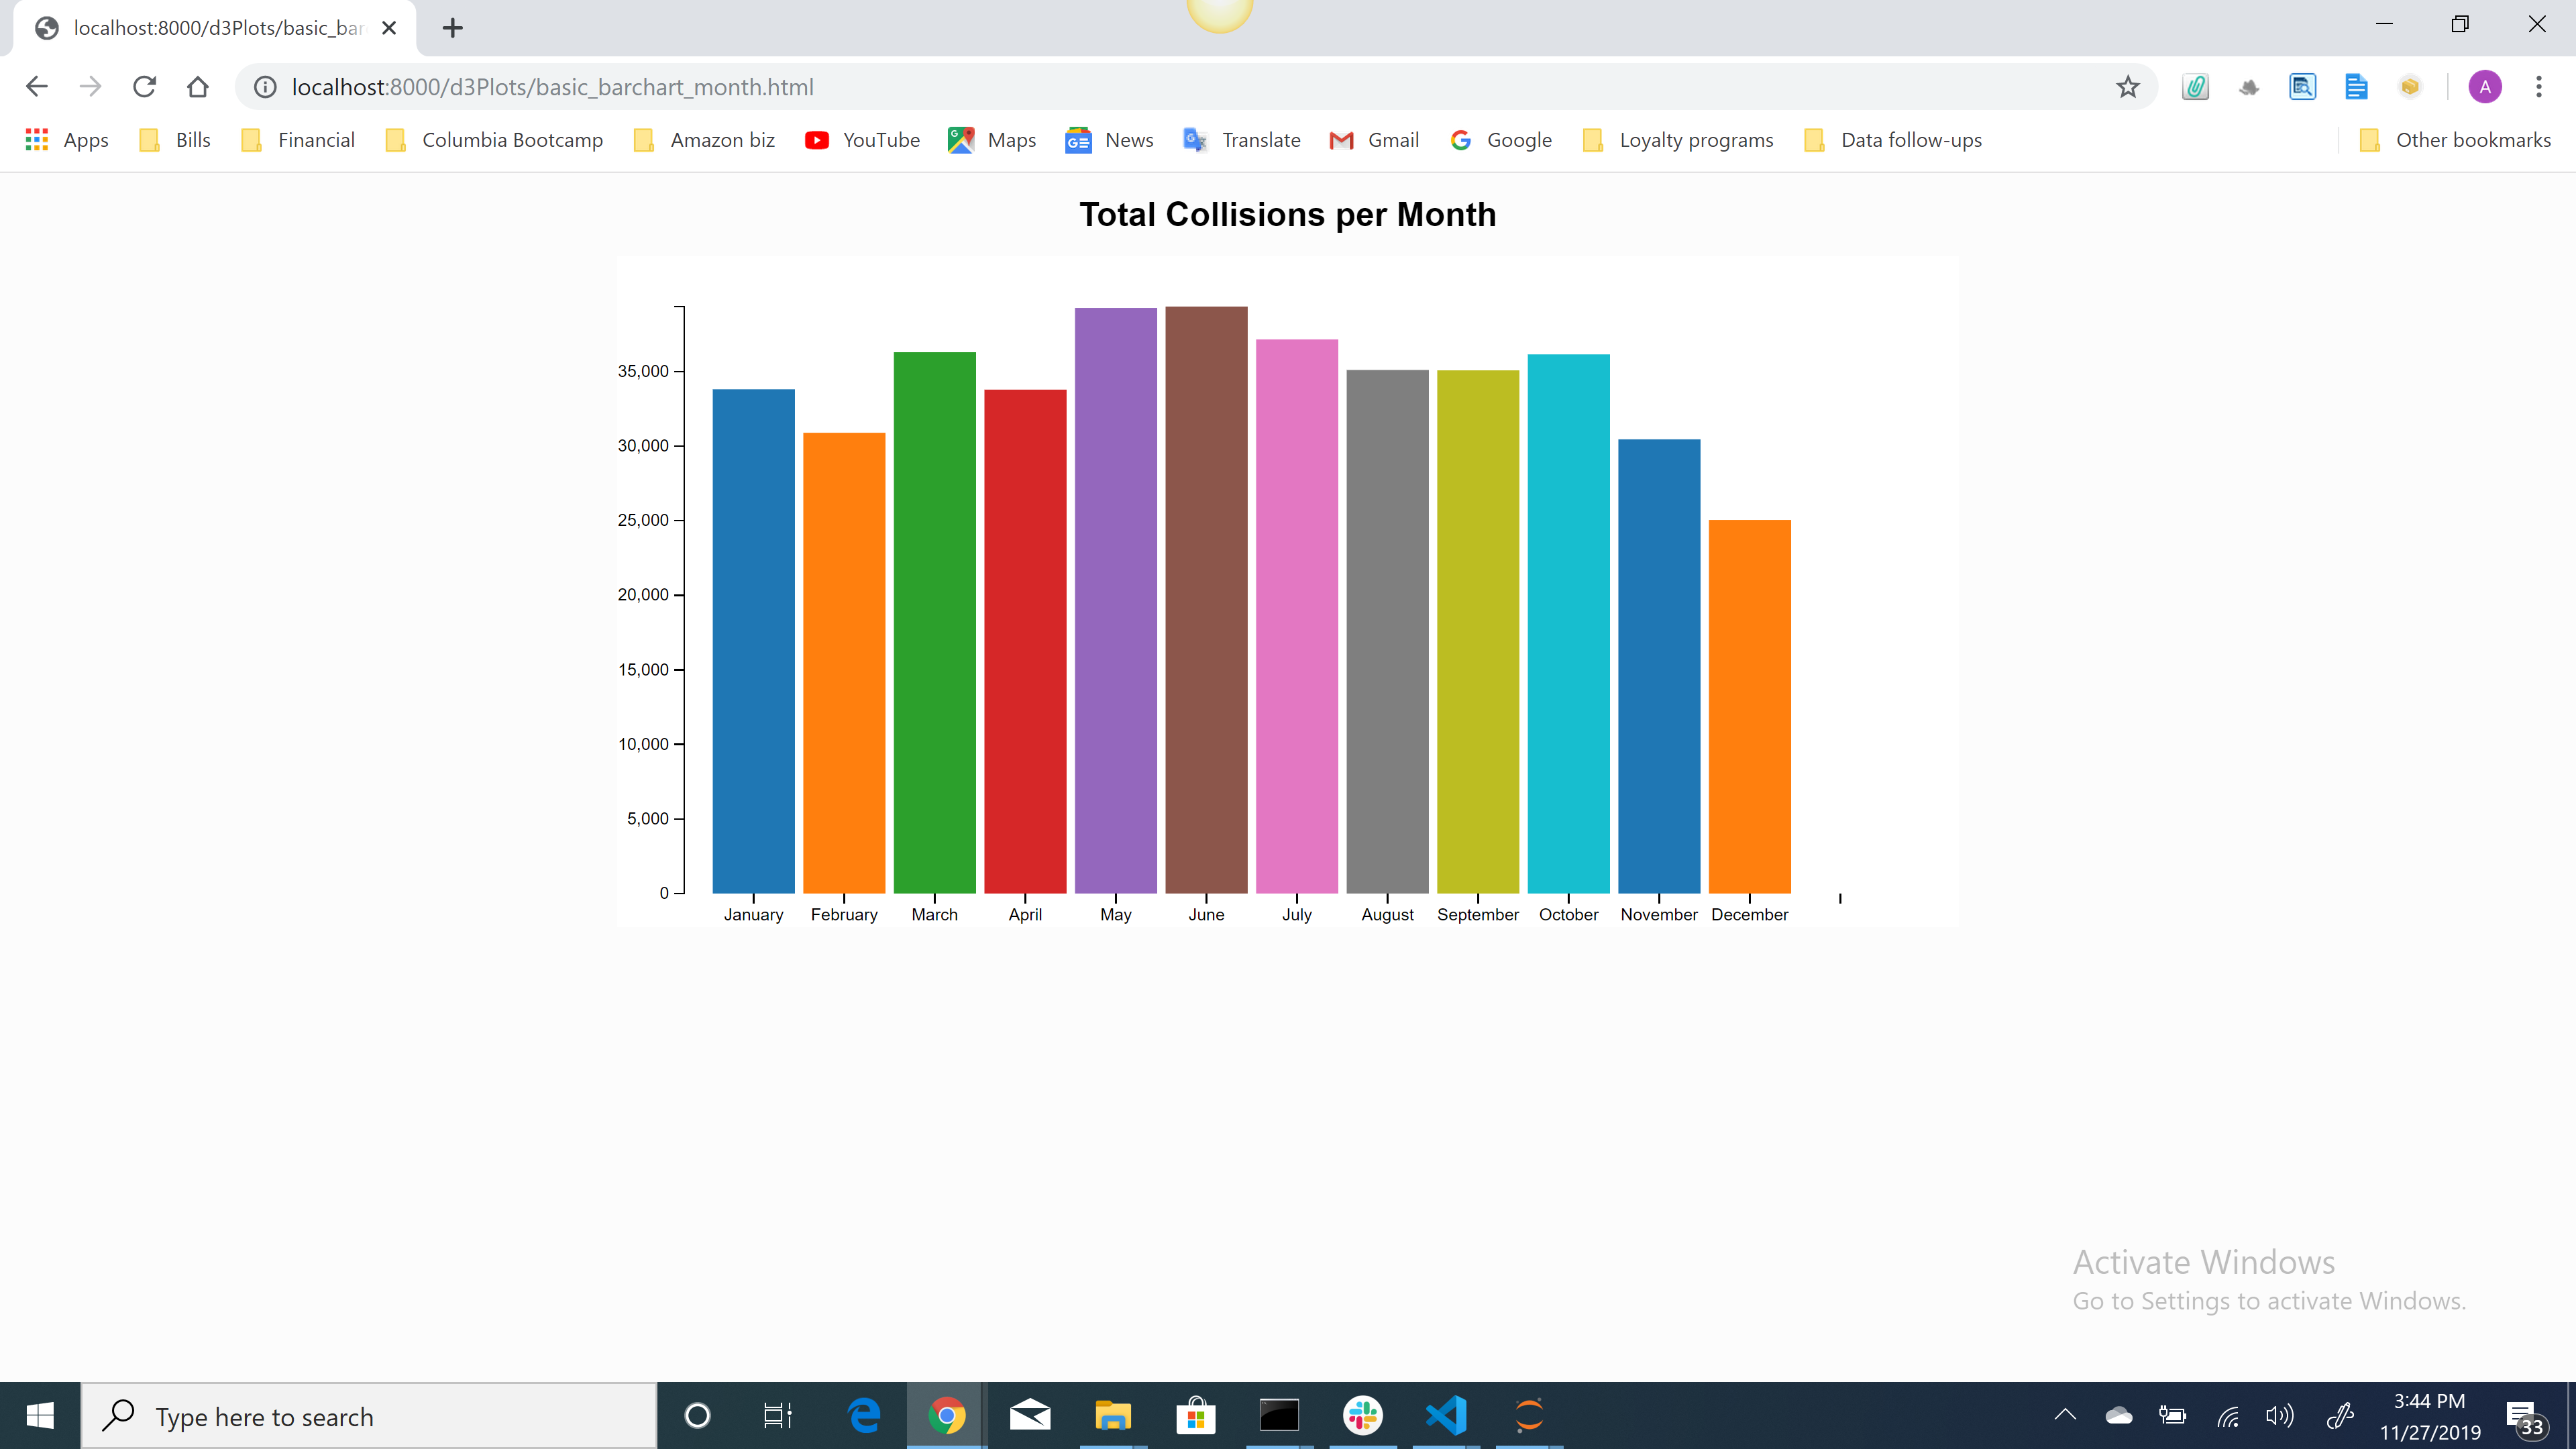 localhost:8000/d3Plots/basic_bar
localhost:8000/d3Plots/basic_barchart_month.html
A
Apps Bills Financial Columbia Bootcamp Amazon biz YouTube Maps News Translate Gmail Google Loyalty programs Data follow-ups Other bookmarks
Total Collisions per Month
35,000
30,000
25,000
20,000
15,000
10,000
5,000
0
January February March April May June July August September October November December
Activate Windows
Go to Settings to activate Windows.
Type here to search
3:44 PM
11/27/2019
33